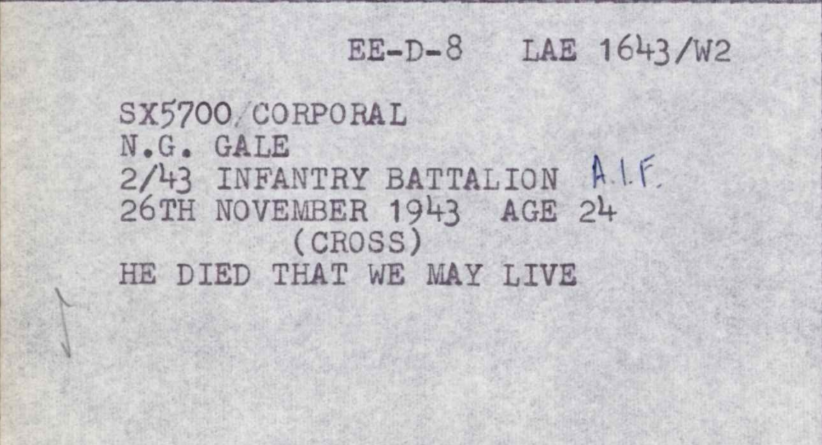 EE-D-8 LAE 1643/W2
SX5700/CORPORAL
N.G. GALE
2/43 INFANTRY BATTALION A.I.F.
26TH NOVEMBER 1943 AGE 24
(CROSS)
HE DIED THAT WE MAY LIVE